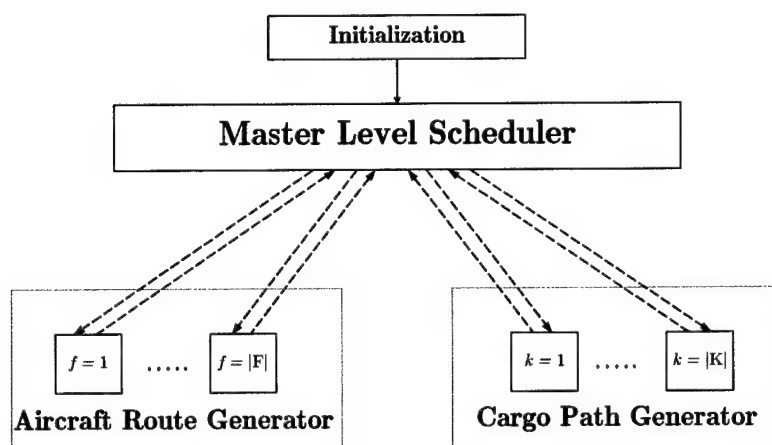 Initialization
Master Level Scheduler
f = 1 ..... f = |F|
k = 1 ..... k = |K|
Aircraft Route Generator
Cargo Path Generator